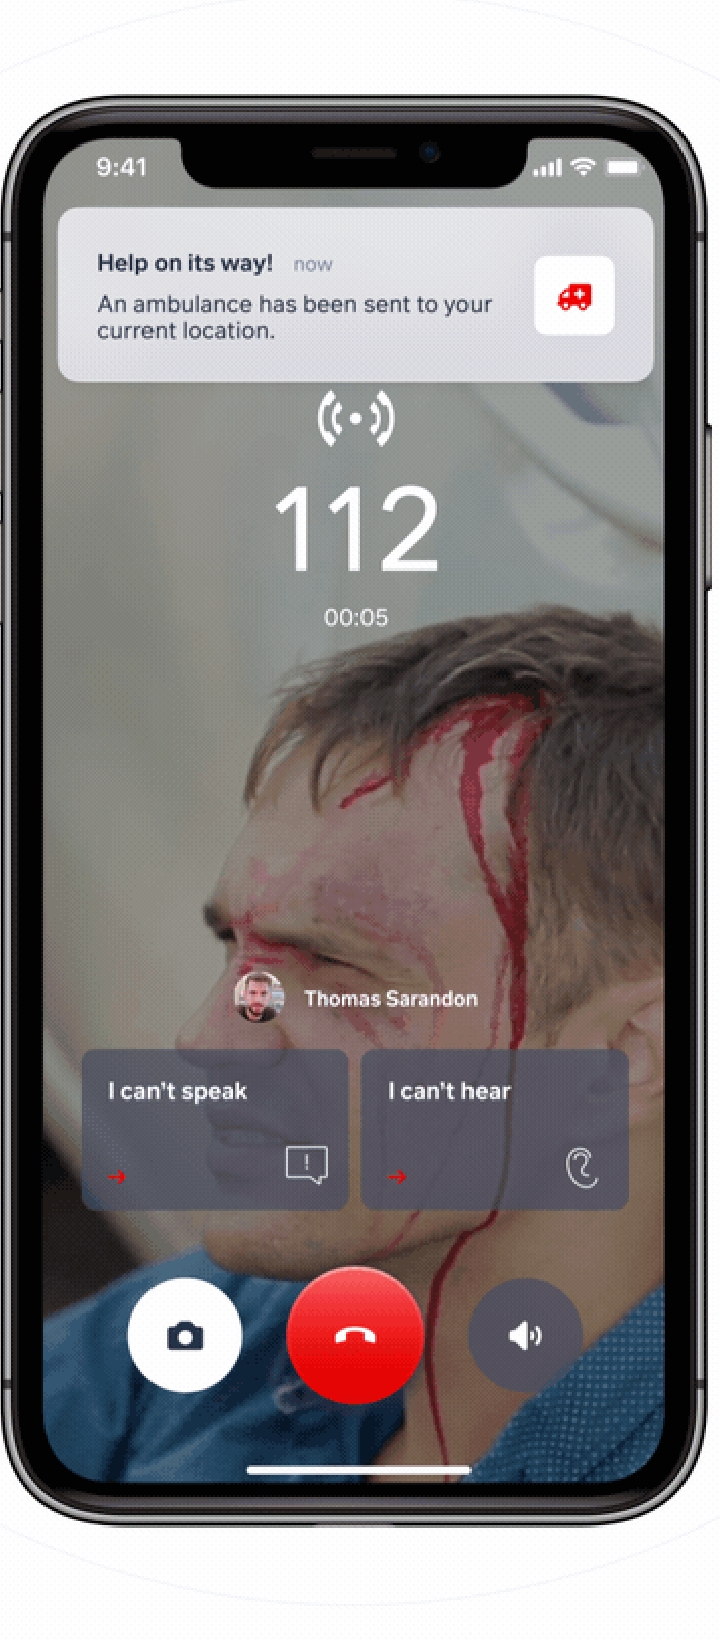 9:41
Help on its way! now
An ambulance has been sent to your
current location.
112
00:05
Thomas Sarandon
I can't speak
I can't hear